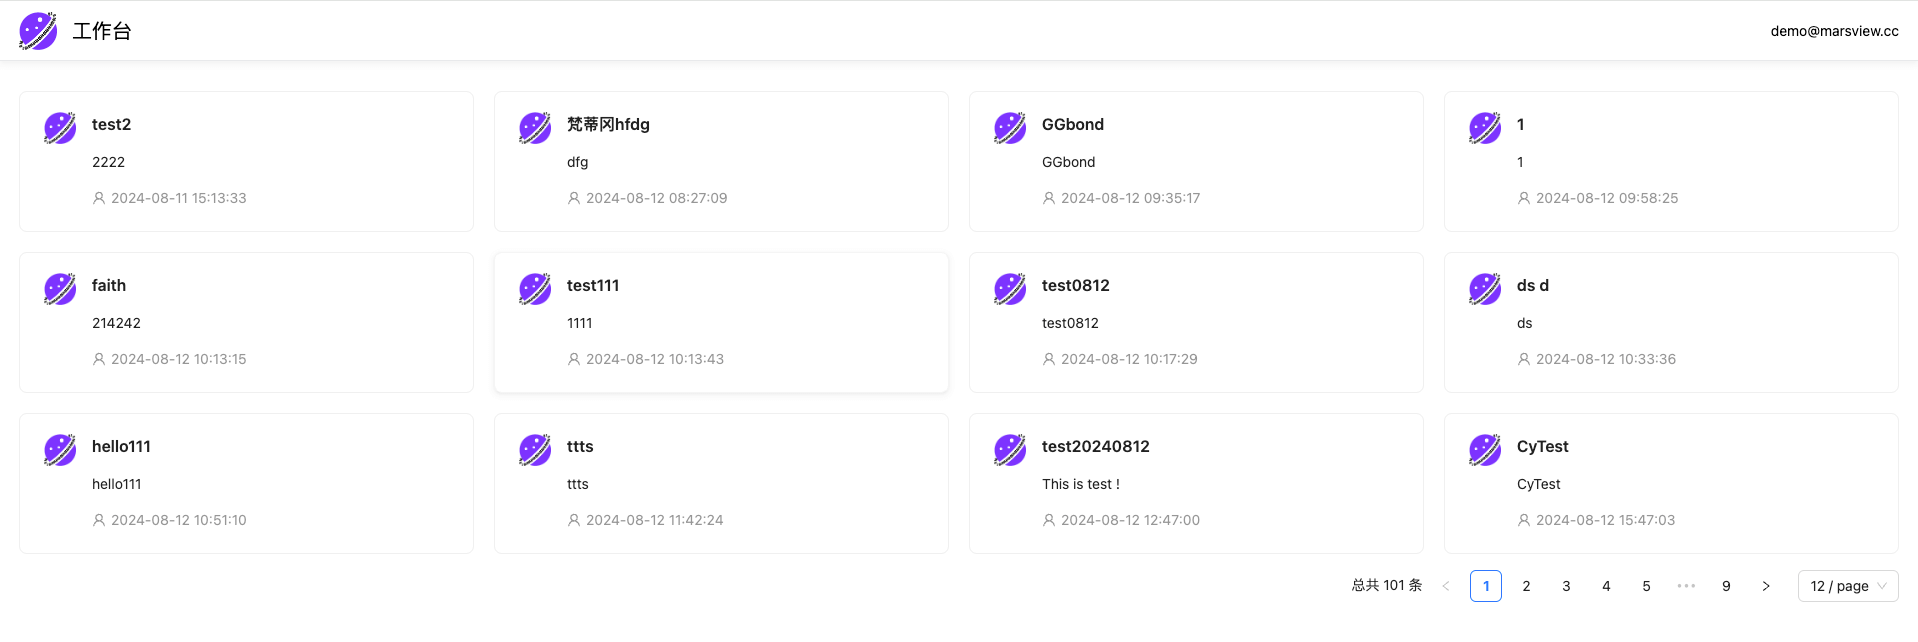 工作台
demo@marsview.cc
test2
2222
2024-08-11 15:13:33
梵蒂冈hfdg
dfg
2024-08-12 08:27:09
GGbond
GGbond
2024-08-12 09:35:17
1
1
2024-08-12 09:58:25
faith
214242
2024-08-12 10:13:15
test111
1111
2024-08-12 10:13:43
test0812
test0812
2024-08-12 10:17:29
ds d
ds
2024-08-12 10:33:36
hello111
hello111
2024-08-12 10:51:10
ttts
ttts
2024-08-12 11:42:24
test20240812
This is test !
2024-08-12 12:47:00
CyTest
CyTest
2024-08-12 15:47:03
总共 101 条 < 1 2 3 4 5 ••• 9 > 12 / page